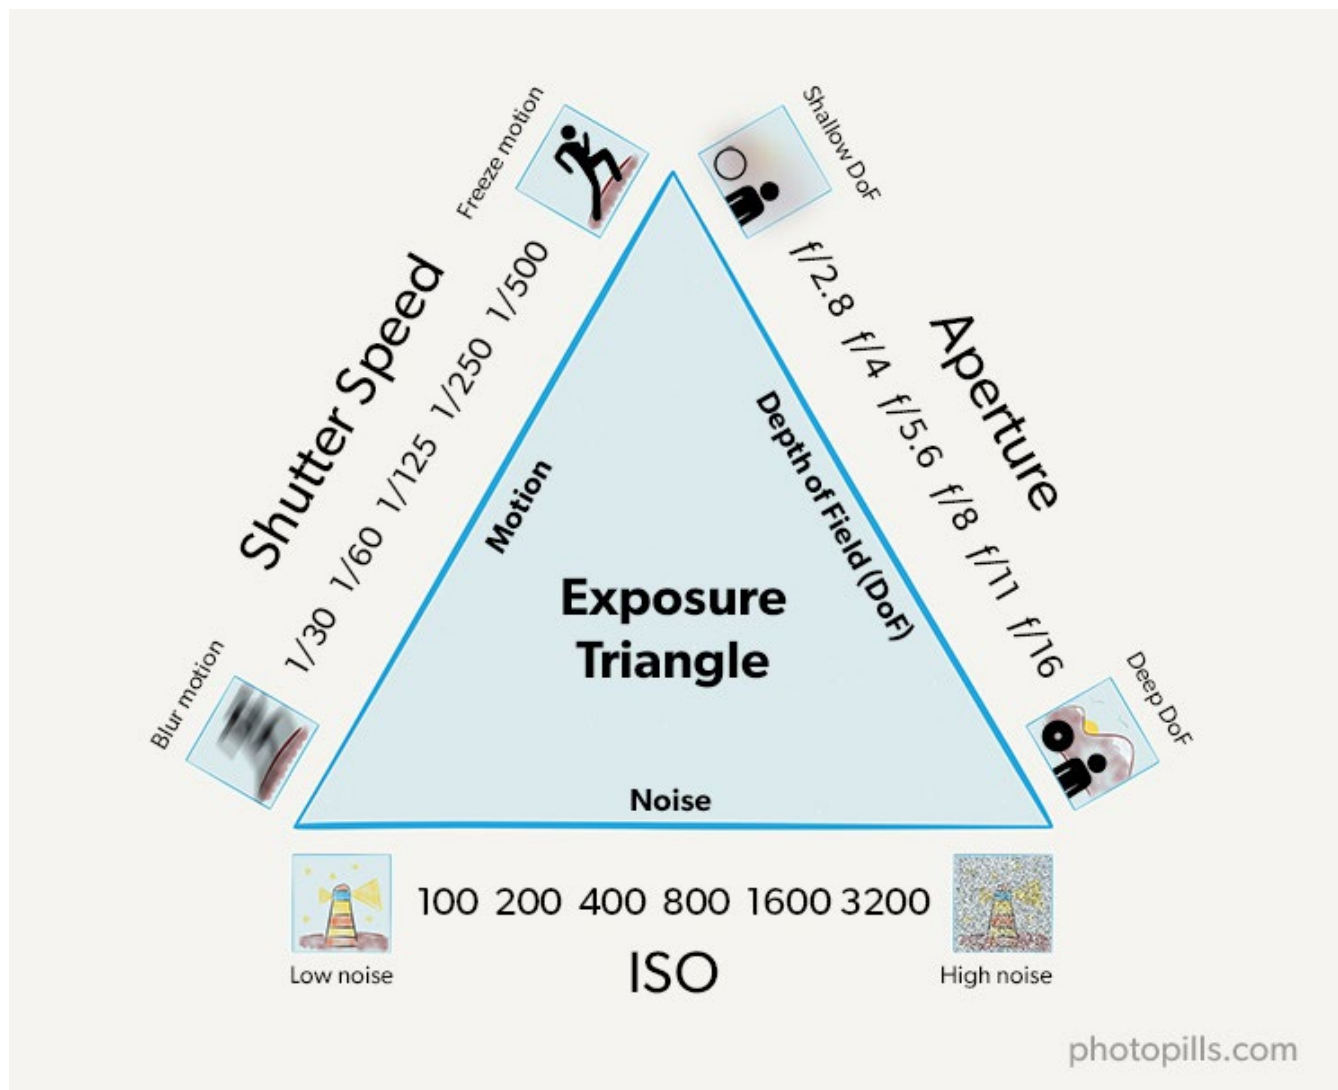 Freeze motion
Shallow DoF
Shutter Speed
1/30 1/60 1/125 1/250 1/500
Blur motion
Motion
f/2.8 f/4 f/5.6 f/8 f/11 f/16
Aperture
Depth of Field (DoF)
Deep DoF
Exposure
Triangle
Noise
100 200 400 800 1600 3200
Low noise
ISO
High noise
photopills.com